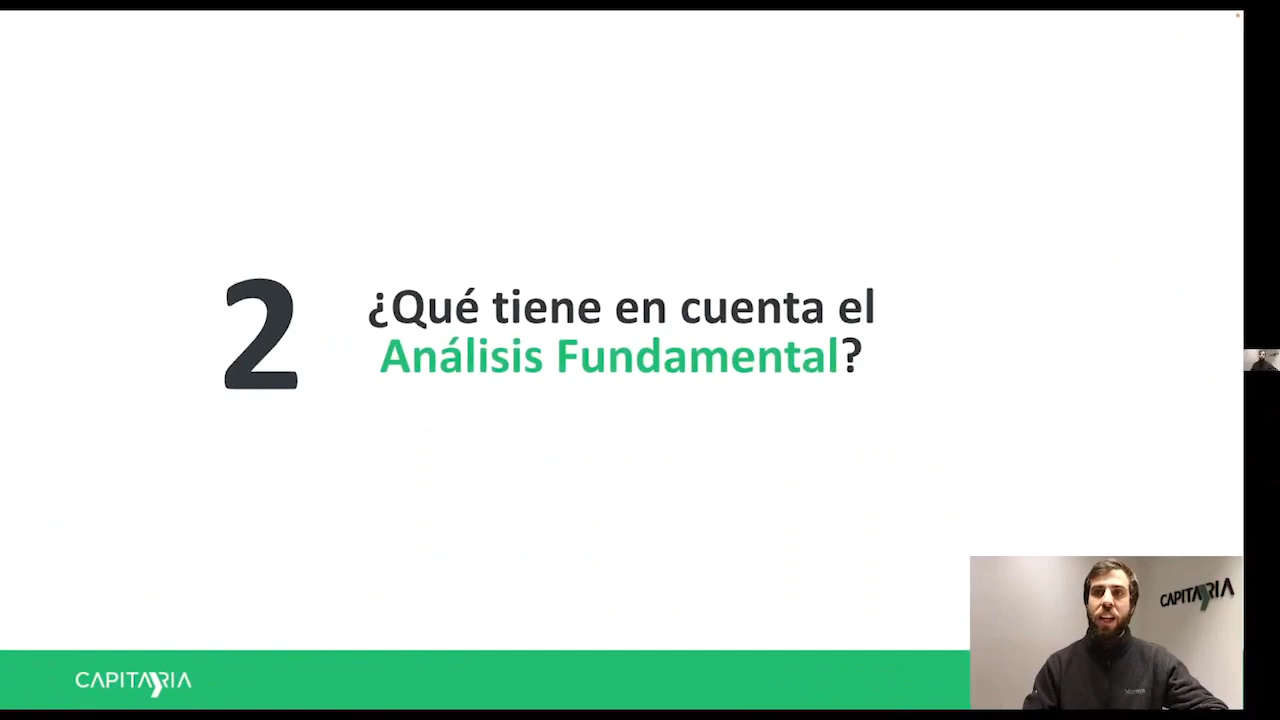 2
¿Qué tiene en cuenta el
Análisis Fundamental?
CAPITARIA
CAPITARIA